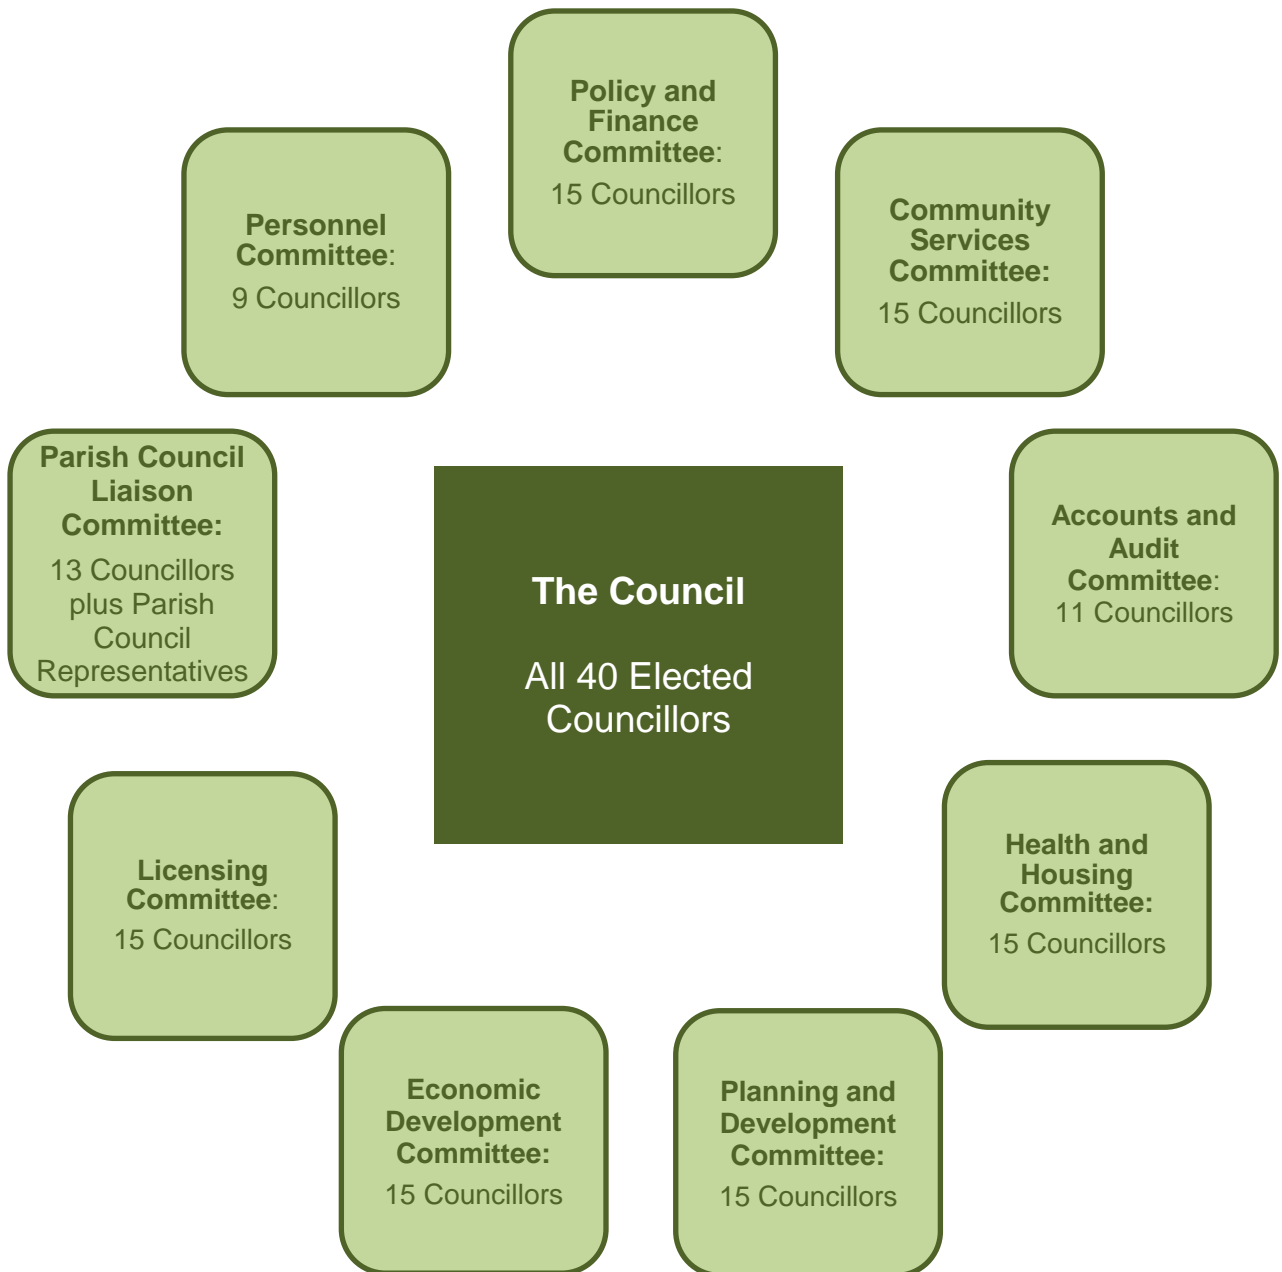 Policy and
Finance
Committee:
15 Councillors
Community
Services
Committee:
15 Councillors
Accounts and
Audit
Committee:
11 Councillors
Health and
Housing
Committee:
15 Councillors
Planning and
Development
Committee:
15 Councillors
Economic
Development
Committee:
15 Councillors
Licensing
Committee:
15 Councillors
Parish Council
Liaison
Committee:
13 Councillors
plus Parish
Council
Representatives
Personnel
Committee:
9 Councillors
The Council
All 40 Elected
Councillors